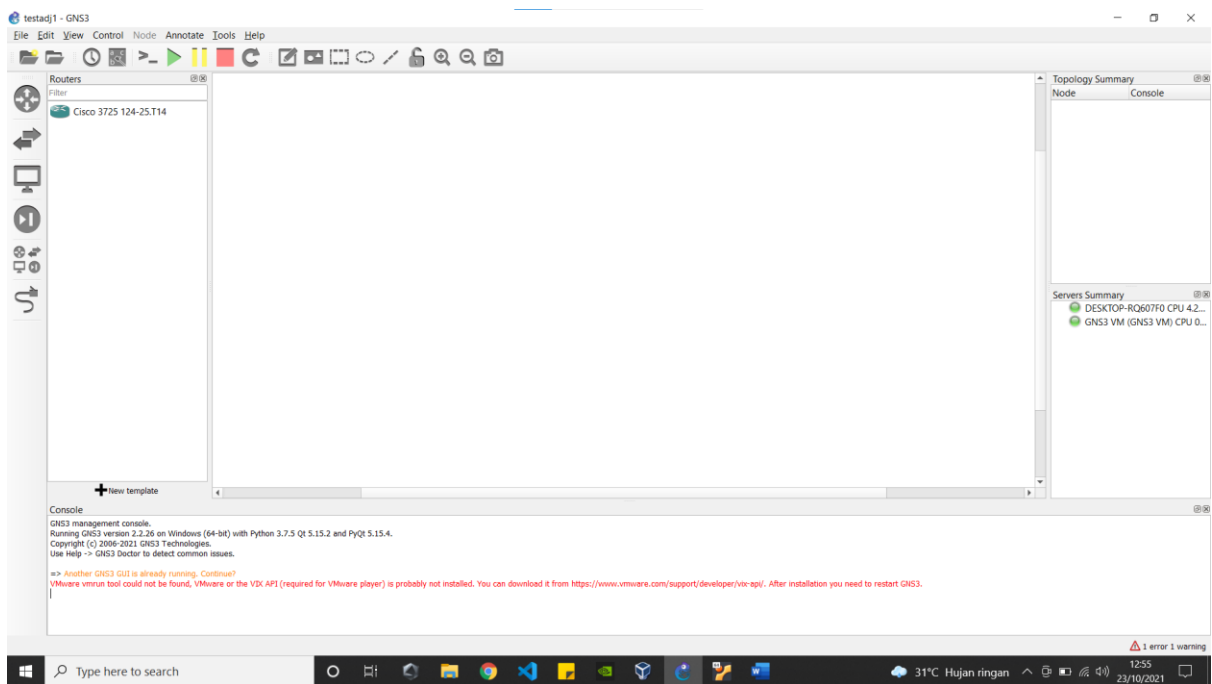 testadj1 - GNS3
File Edit View Control Node Annotate Tools Help
Routers
Filter
Cisco 3725 124-25.T14
New template
Topology Summary
Node Console
Servers Summary
DESKTOP-RQ607F0 CPU 4.2...
GNS3 VM (GNS3 VM) CPU 0...
Console
GNS3 management console.
Running GNS3 version 2.2.26 on Windows (64-bit) with Python 3.7.5 Qt 5.15.2 and PyQt 5.15.4.
Copyright (c) 2006-2021 GNS3 Technologies.
Use Help -> GNS3 Doctor to detect common issues.
=> Another GNS3 GUI is already running. Continue?
VMware vmrun tool could not be found, VMware or the VIX API (required for VMware player) is probably not installed. You can download it from https://www.vmware.com/support/developer/vix-api/. After installation you need to restart GNS3.
1 error 1 warning
Type here to search
31°C Hujan ringan
12:55
23/10/2021